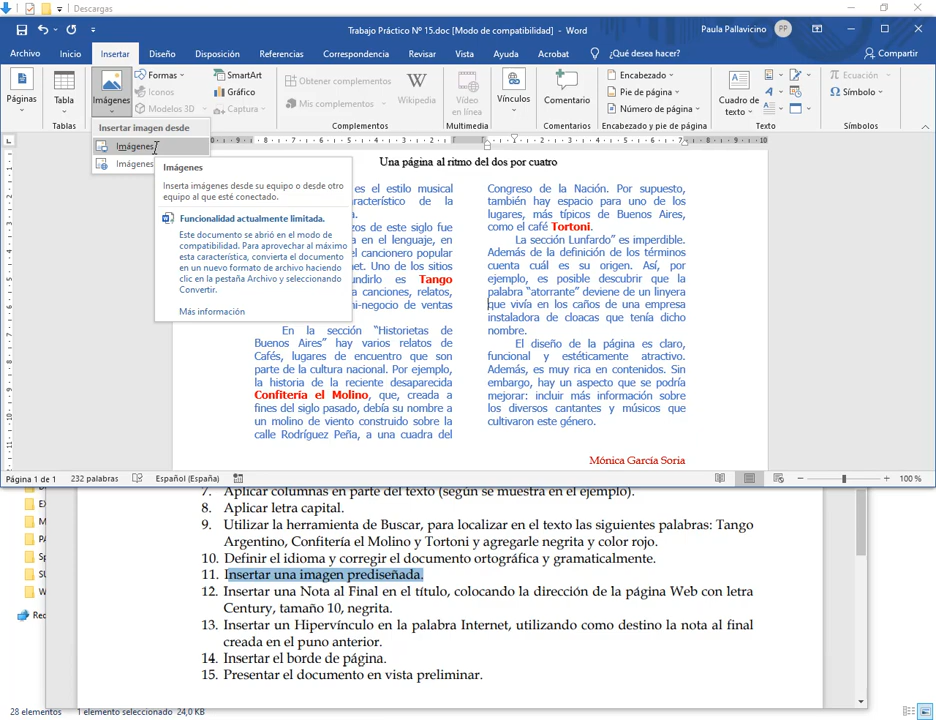 Descargas
Trabajo Práctico Nº 15.doc [Modo de compatibilidad] - Word
Paula Pallavicino
PP
Archivo Inicio Insertar Diseño Disposición Referencias Correspondencia Revisar Vista Ayuda Acrobat ¿Qué desea hacer? Compartir
Páginas
Tabla
Imágenes
Formas
Iconos
Modelos 3D
SmartArt
Gráfico
Captura
Obtener complementos
Mis complementos
Wikipedia
Vídeo
en línea
Vínculos
Comentario
Encabezado
Pie de página
Número de página
Cuadro de
texto
Ecuación
Símbolo
Tablas
Complementos
Multimedia
Comentarios
Encabezado y pie de página
Texto
Símbolos
Insertar imagen desde
Imágenes
Imágenes
Imágenes
Inserta imágenes desde su equipo o desde otro
equipo al que esté conectado.
Funcionalidad actualmente limitada.
Este documento se abrió en el modo de
compatibilidad. Para aprovechar al máximo
esta característica, convierta el documento
en un nuevo formato de archivo haciendo
clic en la página Archivo y seleccionando
Convertir.
Más información
Una página al ritmo del dos por cuatro
es el estilo musical
característico de la
zos de este siglo fue
a en el lenguaje, en
el cancionero popular
net. Uno de los sitios
undirlo es Tango
a canciones, relatos,
ni-negocio de ventas
En la sección “Historietas de
Buenos Aires” hay varios relatos de
Cafés, lugares de encuentro que son
parte de la cultura nacional. Por ejemplo,
la historia de la reciente desaparecida
Confitería el Molino, que, creada a
fines del siglo pasado, debía su nombre a
un molino de viento construido sobre la
calle Rodríguez Peña, a una cuadra del
Congreso de la Nación. Por supuesto,
también hay espacio para uno de los
lugares, más típicos de Buenos Aires,
como el café Tortoni.
La sección Lunfardo” es imperdible.
Además de la definición de los términos
cuenta cuál es su origen. Así, por
ejemplo, es posible descubrir que la
palabra “atorrante” deviene de un linyera
que vivía en los caños de una empresa
instaladora de cloacas que tenía dicho
nombre.
El diseño de la página es claro,
funcional y estéticamente atractivo.
Además, es muy rica en contenidos. Sin
embargo, hay un aspecto que se podría
mejorar: incluir más información sobre
los diversos cantantes y músicos que
cultivaron este género.
Mónica García Soria
Página 1 de 1 232 palabras Español (España) 100 %
7. Aplicar columnas en parte del texto (según se muestra en el ejemplo).
8. Aplicar letra capital.
9. Utilizar la herramienta de Buscar, para localizar en el texto las siguientes palabras: Tango
Argentino, Confitería el Molino y Tortoni y agregarle negrita y color rojo.
10. Definir el idioma y corregir el documento ortográfica y gramaticalmente.
11. Insertar una imagen prediseñada.
12. Insertar una Nota al Final en el título, colocando la dirección de la página Web con letra
Century, tamaño 10, negrita.
13. Insertar un Hipervínculo en la palabra Internet, utilizando como destino la nota al final
creada en el puno anterior.
14. Insertar el borde de página.
15. Presentar el documento en vista preliminar.
28 elementos 1 elemento seleccionado 24,0 KB